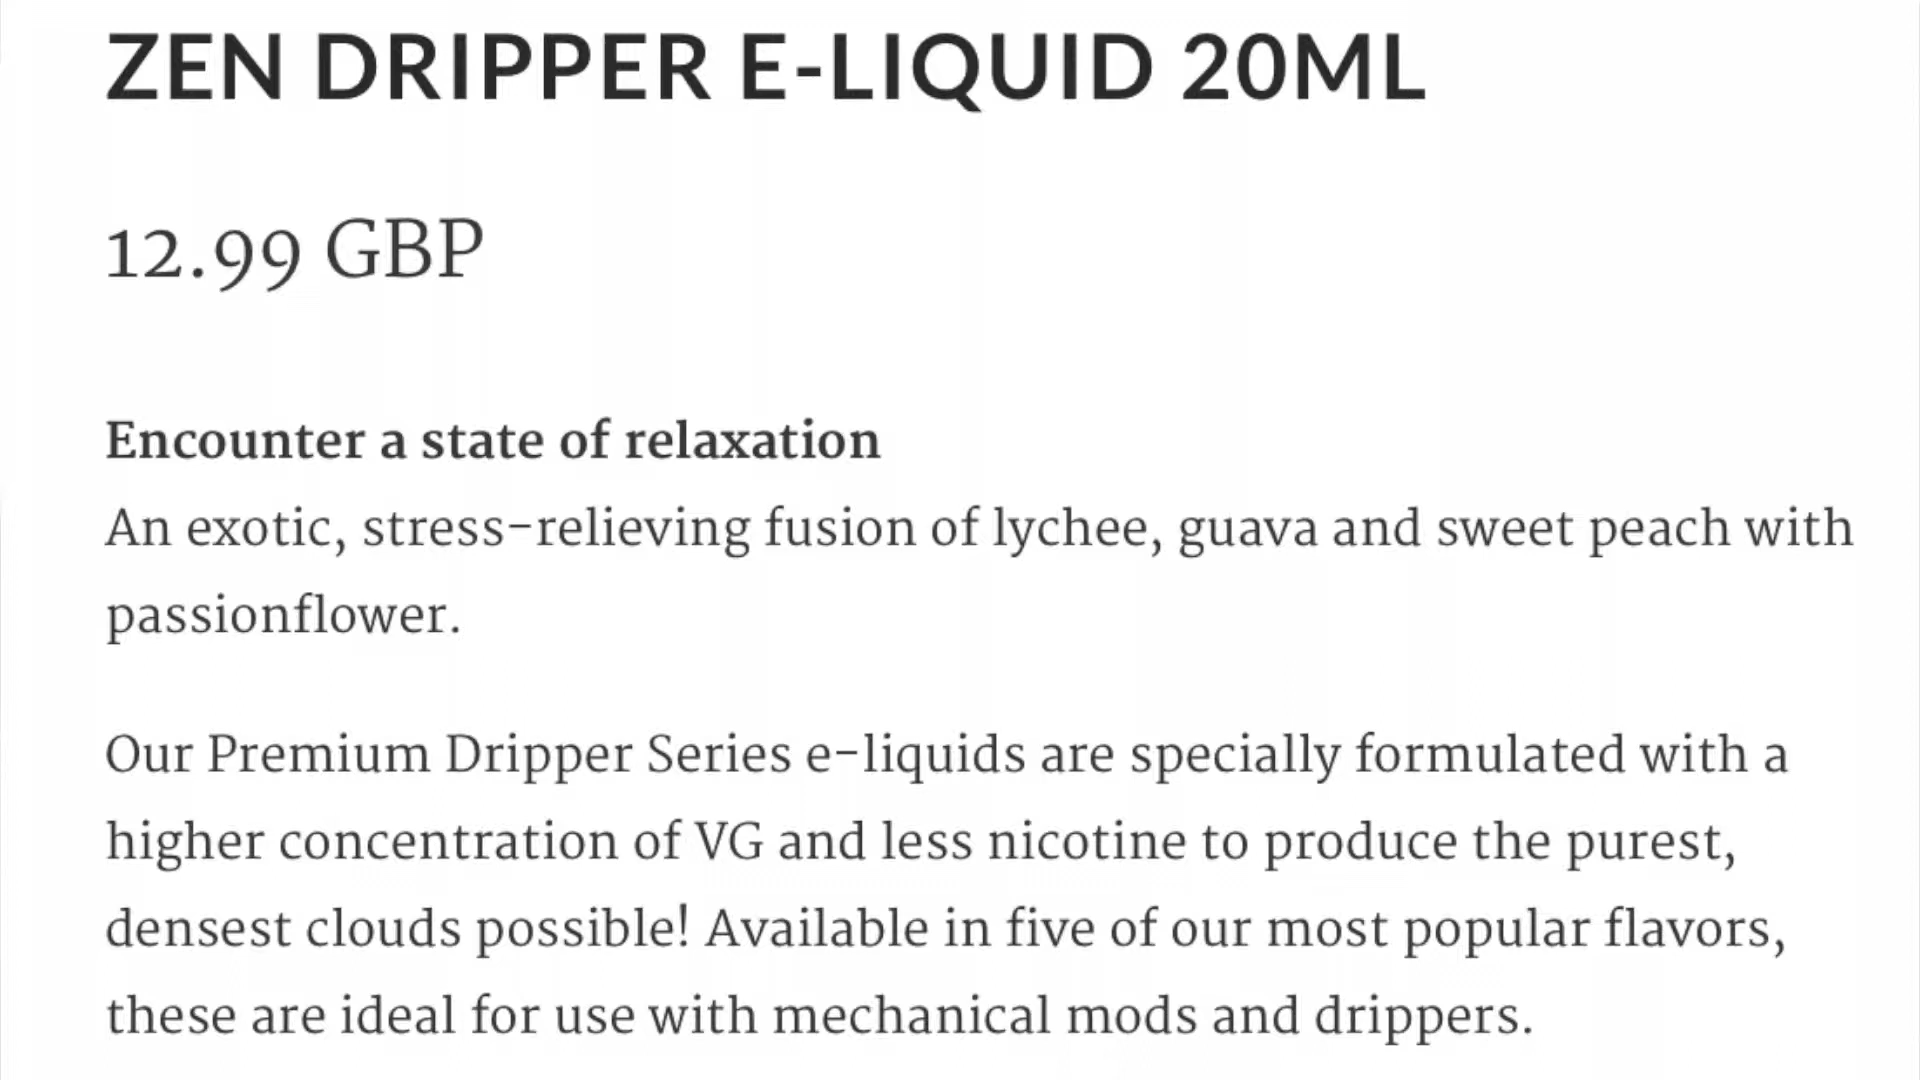 ZEN DRIPPER E-LIQUID 20ML
12.99 GBP
Encounter a state of relaxation
An exotic, stress-relieving fusion of lychee, guava and sweet peach with
passionflower.
Our Premium Dripper Series e-liquids are specially formulated with a
higher concentration of VG and less nicotine to produce the purest,
densest clouds possible! Available in five of our most popular flavors,
these are ideal for use with mechanical mods and drippers.